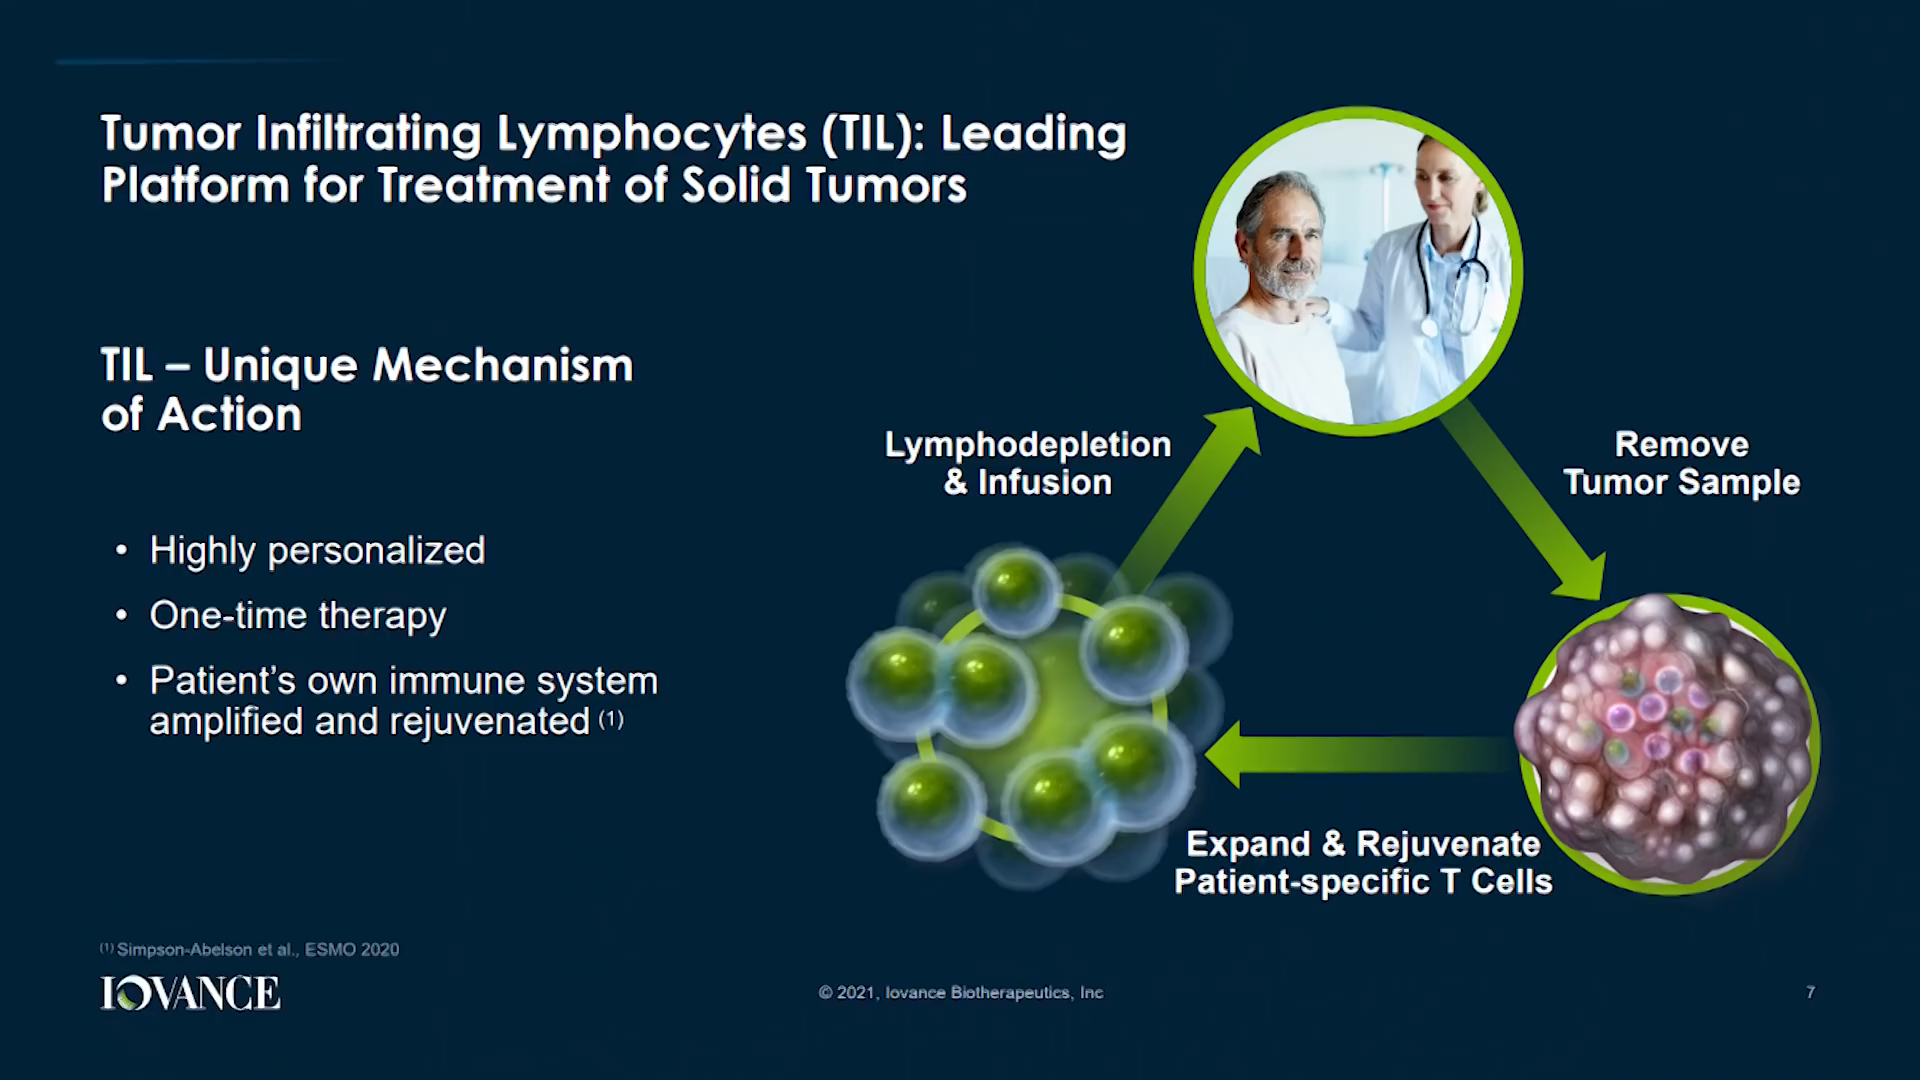 Tumor Infiltrating Lymphocytes (TIL): Leading
Platform for Treatment of Solid Tumors
TIL – Unique Mechanism
of Action
• Highly personalized
• One-time therapy
• Patient’s own immune system
amplified and rejuvenated (1)
Lymphodepletion
& Infusion
Remove
Tumor Sample
Expand & Rejuvenate
Patient-specific T Cells
(1) Simpson-Abelson et al., ESMO 2020
IOVANCE
© 2021, Iovance Biotherapeutics, Inc
7